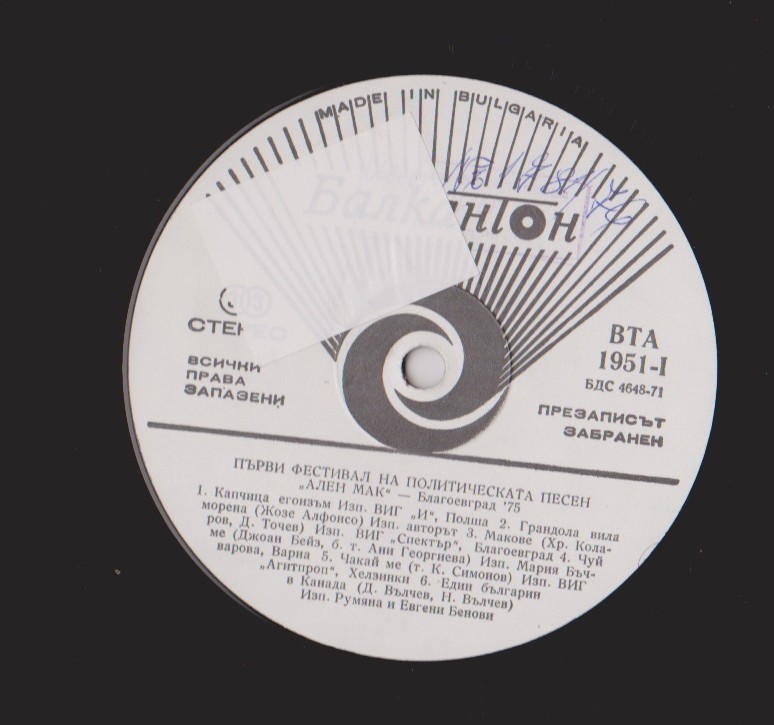 MADE IN BULGARIA
Балкантон
СТЕРЕО
ВСИЧКИ
ПРАВА
ЗАПАЗЕНИ
ВТА
1951-I
БДС 4648-71
ПРЕЗАПИСЪТ
ЗАБРАНЕН
ПЪРВИ ФЕСТИВАЛ НА ПОЛИТИЧЕСКАТА ПЕСЕН
„АЛЕН МАК“ — Благоевград '75
1. Капчица егоизъм Изп. ВИГ „И“, Полша 2. Грандола вила
морена (Жозе Алфонсо) Изп. авторът 3. Макове (Хр. Кола-
ров, Д. Точев) Изп. ВИГ „Спектър“, Благоевград 4. Чуй
ме (Джоан Бейз, б. т. Ани Георгиева) Изп. Мария Бъч-
варова, Варна 5. Чакай ме (т. К. Симонов) Изп. ВИГ
„Агитпроп“, Хелзинки 6. Един българин
в Канада (Д. Вълчев, Н. Вълчев)
Изп. Румяна и Евгени Бенови